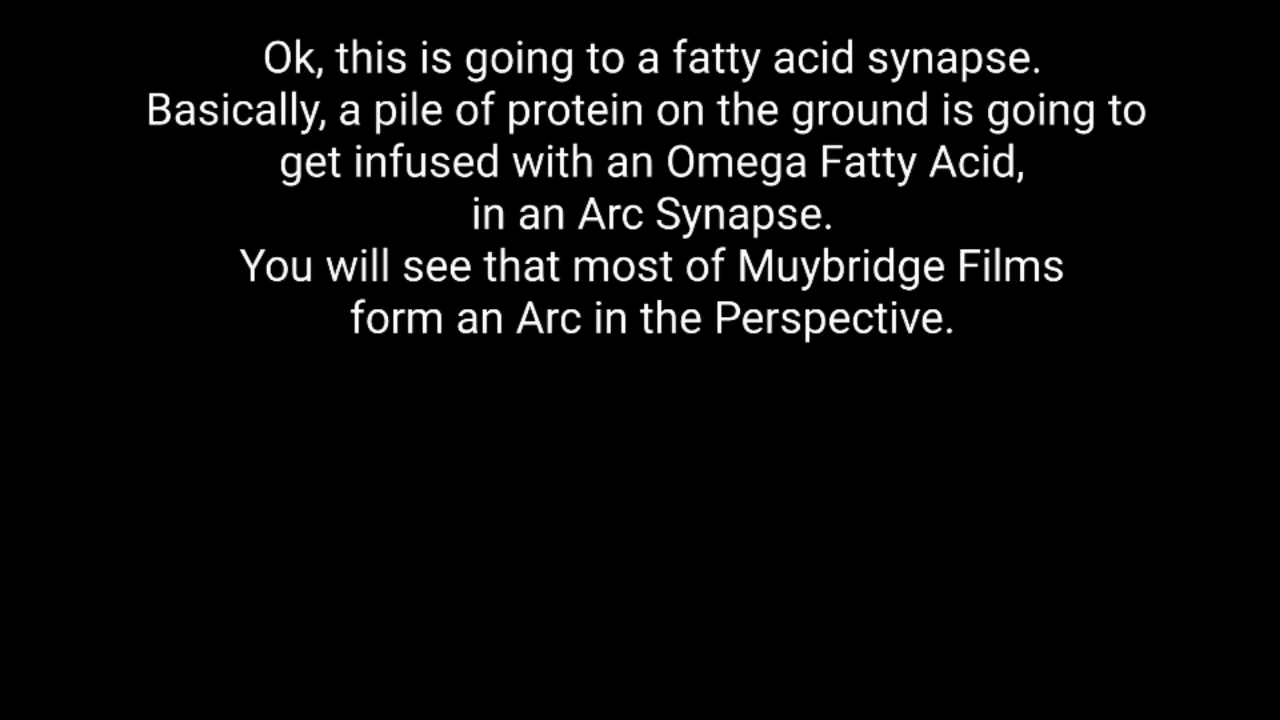 Ok, this is going to a fatty acid synapse.
Basically, a pile of protein on the ground is going to
get infused with an Omega Fatty Acid,
in an Arc Synapse.
You will see that most of Muybridge Films
form an Arc in the Perspective.